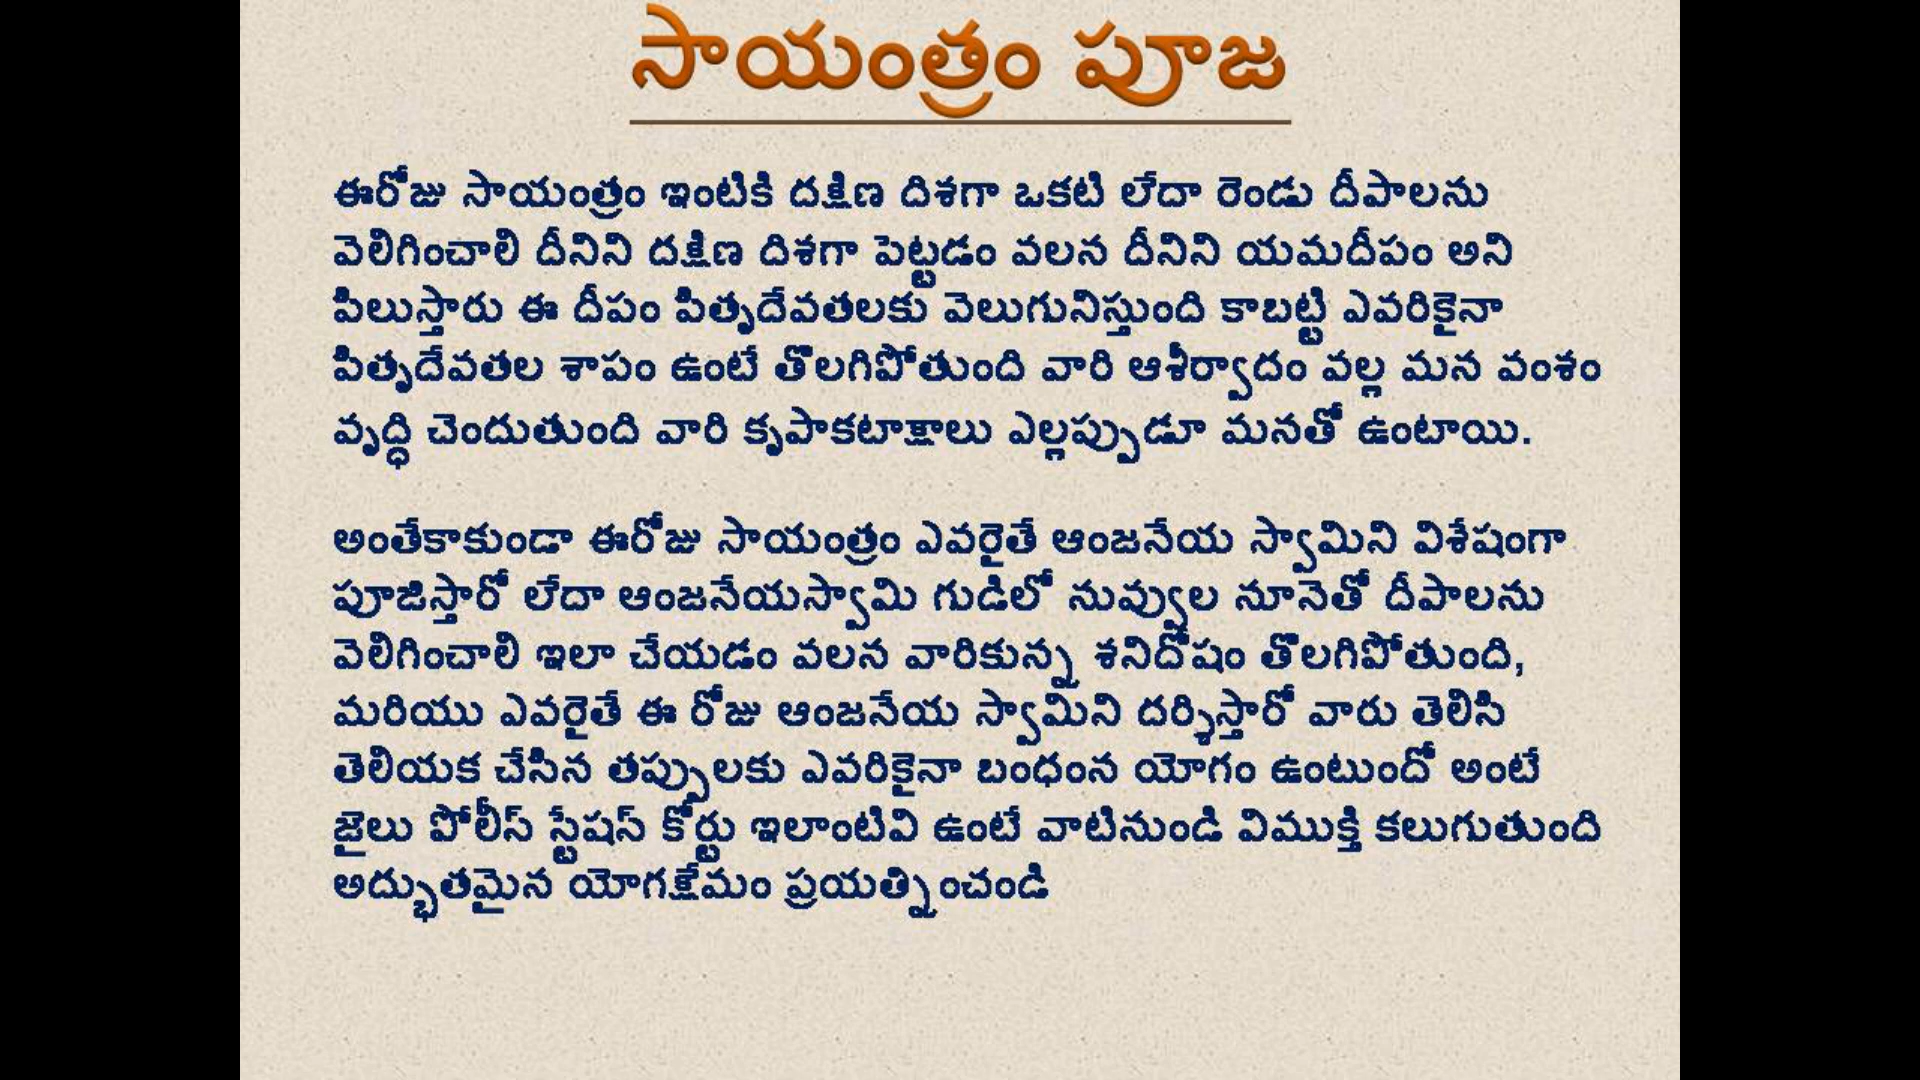 సాయంత్రం పూజ
ఈరోజు సాయంత్రం ఇంటికి దక్షిణ దిశగా ఒకటి లేదా రెండు దీపాలను
వెలిగించాలి దీనిని దక్షిణ దిశగా పెట్టడం వలన దీనిని యమదీపం అని
పిలుస్తారు ఈ దీపం పితృదేవతలకు వెలుగునిస్తుంది కాబట్టి ఎవరికైనా
పితృదేవతల శాపం ఉంటే తొలగిపోతుంది వారి ఆశీర్వాదం వల్ల మన వంశం
వృద్ధి చెందుతుంది వారి కృపాకటాక్షాలు ఎల్లప్పుడూ మనతో ఉంటాయి.
అంతేకాకుండా ఈరోజు సాయంత్రం ఎవరైతే ఆంజనేయ స్వామిని విశేషంగా
పూజిస్తారో లేదా ఆంజనేయస్వామి గుడిలో నువ్వుల నూనెతో దీపాలను
వెలిగించాలి ఇలా చేయడం వలన వారికున్న శనిదోషం తొలగిపోతుంది,
మరియు ఎవరైతే ఈ రోజు ఆంజనేయ స్వామిని దర్శిస్తారో వారు తెలిసి
తెలియక చేసిన తప్పులకు ఎవరికైనా బంధంన యోగం ఉంటుందో అంటే
జైలు పోలీస్ స్టేషన్ కోర్టు ఇలాంటివి ఉంటే వాటినుండి విముక్తి కలుగుతుంది
అద్భుతమైన యోగక్షేమం ప్రయత్నించండి